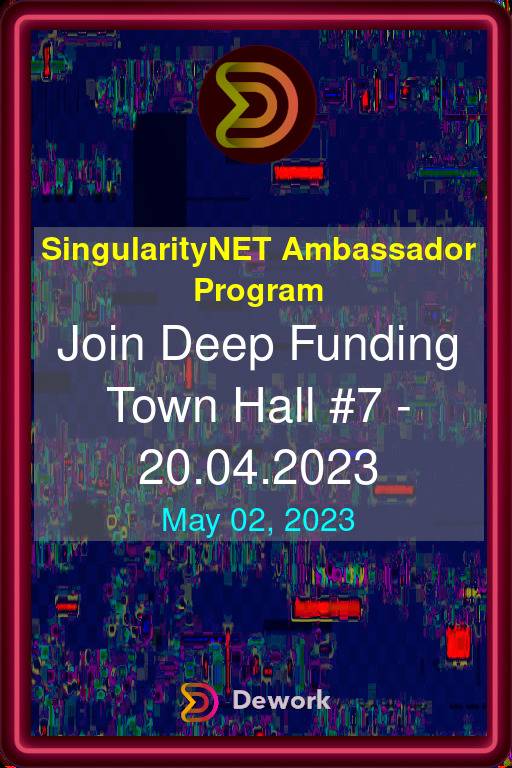 SingularityNET Ambassador
Program
Join Deep Funding
Town Hall #7 -
20.04.2023
May 02, 2023
Dework